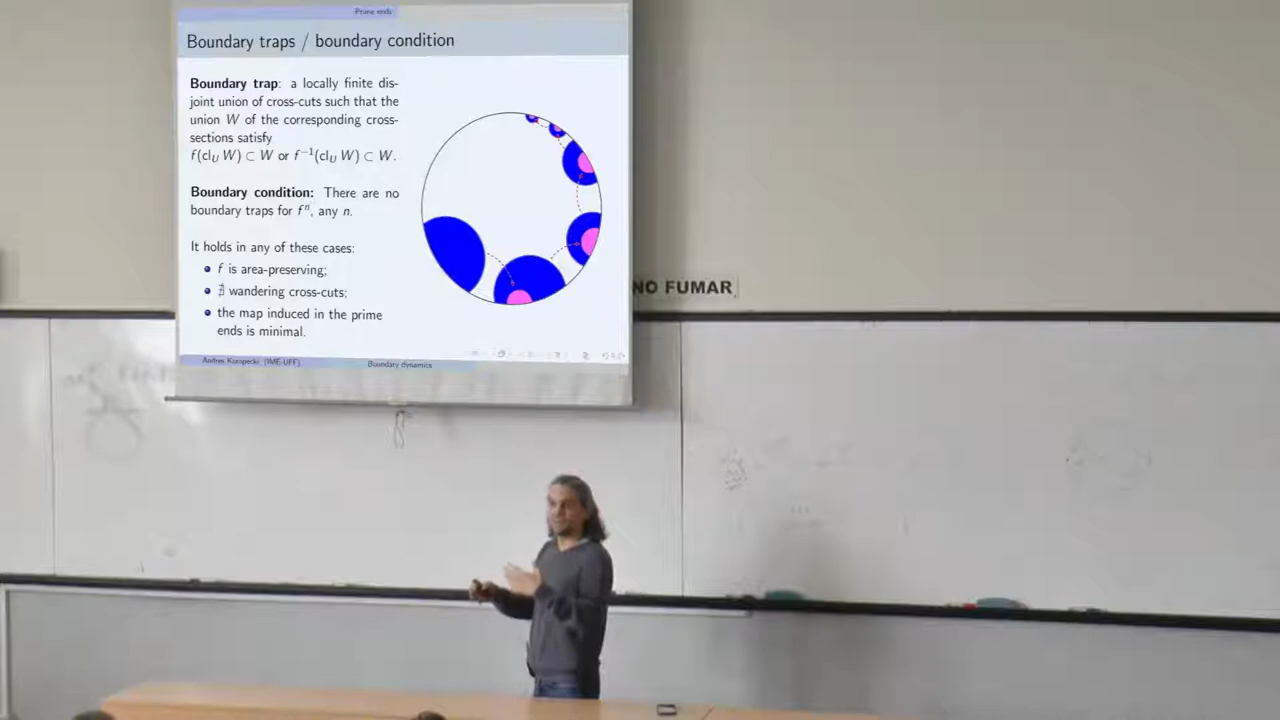 Prime ends
Boundary traps / boundary condition
Boundary trap: a locally finite dis-
joint union of cross-cuts such that the
union W of the corresponding cross-
sections satisfy
f(cl_U W) ⊂ W or f⁻¹(cl_U W) ⊂ W.
Boundary condition: There are no
boundary traps for fⁿ, any n.
It holds in any of these cases:
• f is area-preserving;
• ∄ wandering cross-cuts;
• the map induced in the prime
ends is minimal.
(IME-UFF)
Boundary dynamics
NO FUMAR